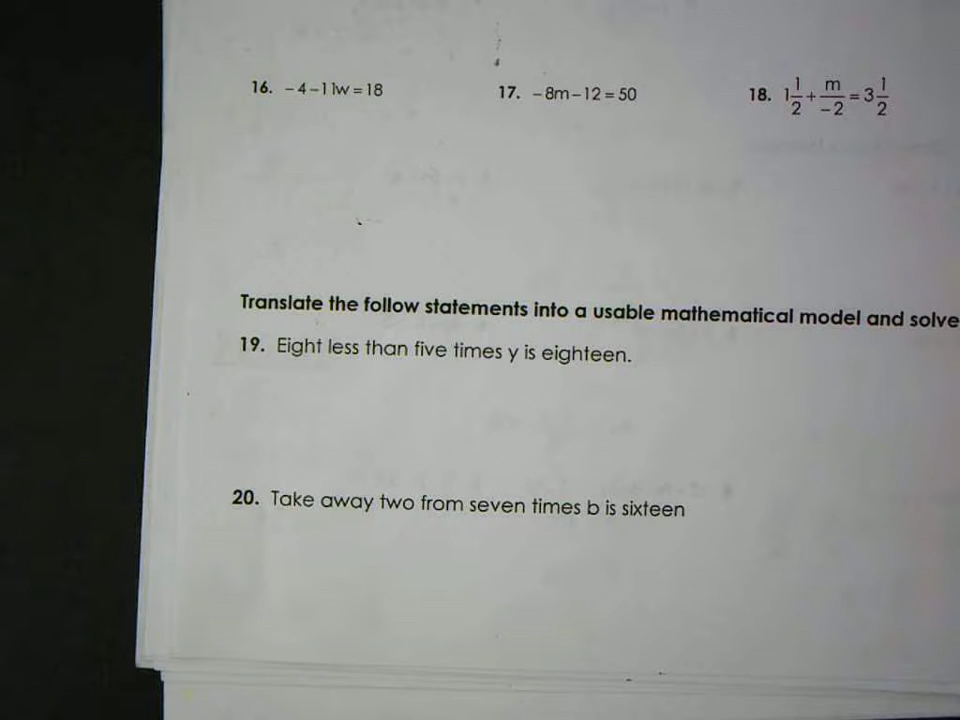 16. −4−11w=18 17. −8m−12=50 18. 1 1/2 + m/−2 = 3 1/2
Translate the follow statements into a usable mathematical model and solve
19. Eight less than five times y is eighteen.
20. Take away two from seven times b is sixteen